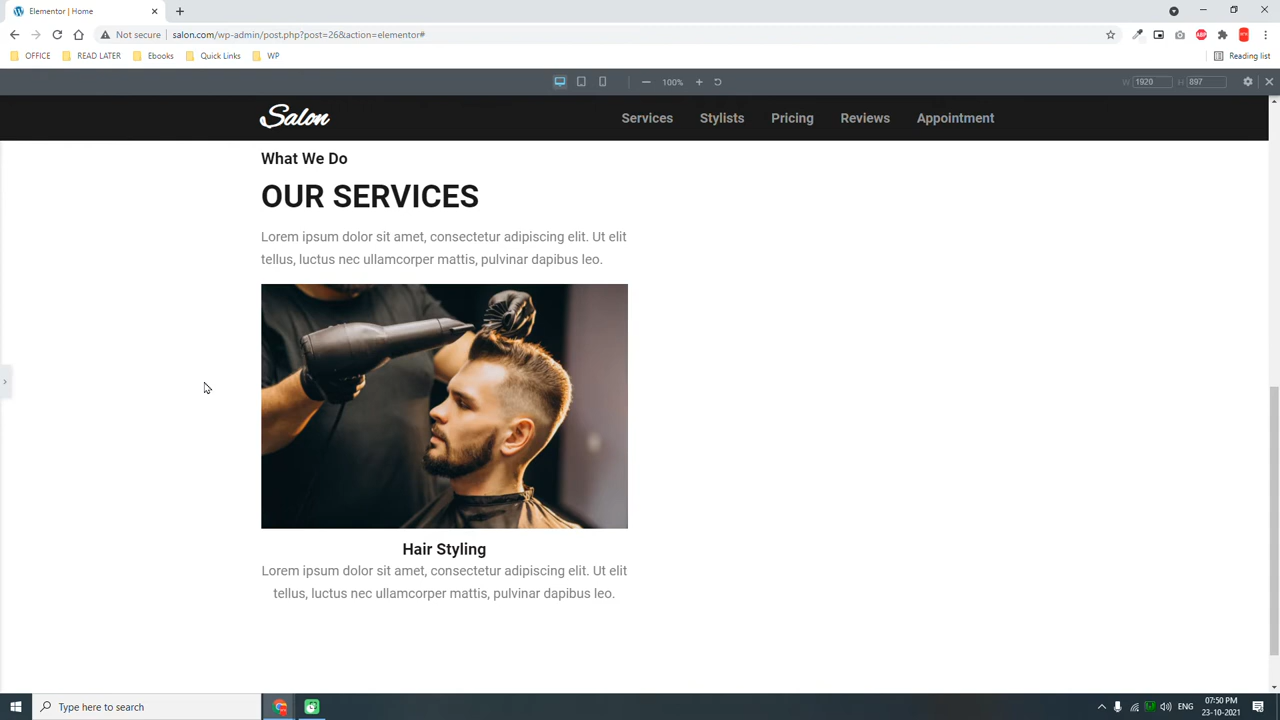 Elementor | Home
Not secure
salon.com/wp-admin/post.php?post=26&action=elementor#
ABP
OFFICE
READ LATER
Ebooks
Quick Links
WP
Reading list
100%
W 1920
H 897
Salon
Services
Stylists
Pricing
Reviews
Appointment
What We Do
OUR SERVICES
Lorem ipsum dolor sit amet, consectetur adipiscing elit. Ut elit
tellus, luctus nec ullamcorper mattis, pulvinar dapibus leo.
Hair Styling
Lorem ipsum dolor sit amet, consectetur adipiscing elit. Ut elit
tellus, luctus nec ullamcorper mattis, pulvinar dapibus leo.
Type here to search
ENG
07:50 PM
23-10-2021